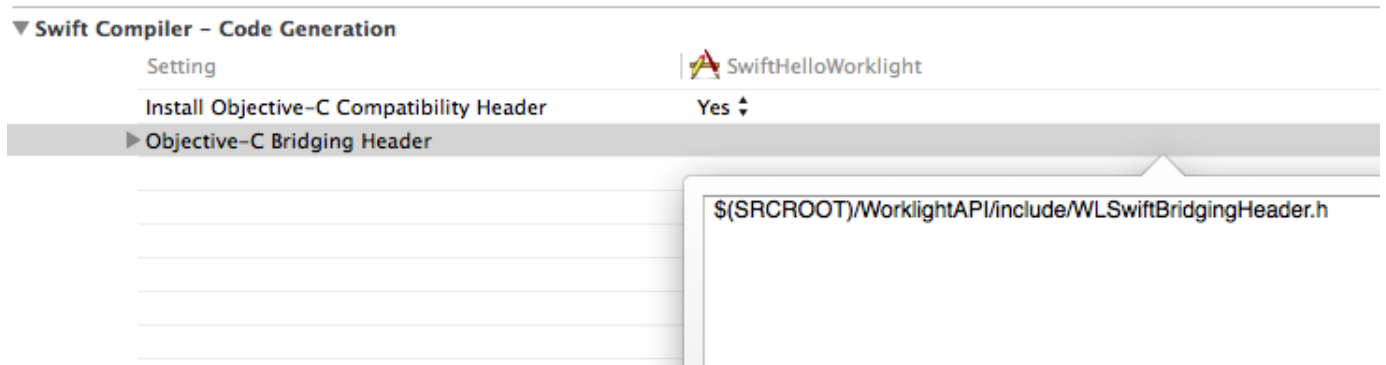 Swift Compiler – Code Generation
Setting SwiftHelloWorklight
Install Objective-C Compatibility Header Yes
Objective-C Bridging Header
$(SRCROOT)/WorklightAPI/include/WLSwiftBridgingHeader.h